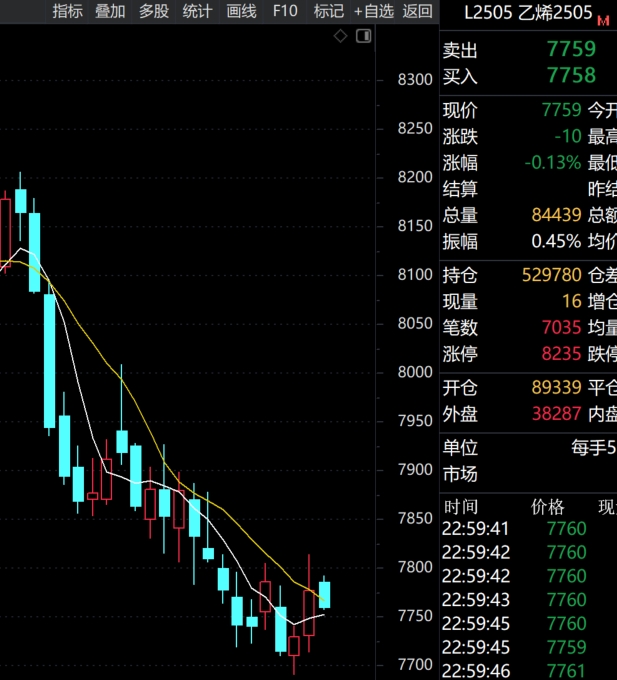 指标 叠加 多股 统计 画线 F10 标记 +自选 返回
L2505 乙烯2505 M
卖出 7759
买入 7758
现价 7759 今开
涨跌 -10 最高
涨幅 -0.13% 最低
结算 昨结
总量 84439 总额
振幅 0.45% 均价
持仓 529780 仓差
现量 16 增仓
笔数 7035 均量
涨停 8235 跌停
开仓 89339 平仓
外盘 38287 内盘
单位 每手5
市场
时间 价格 现
22:59:41 7760
22:59:42 7760
22:59:42 7760
22:59:43 7760
22:59:45 7760
22:59:45 7759
22:59:46 7761
8300
8250
8200
8150
8100
8050
8000
7950
7900
7850
7800
7750
7700